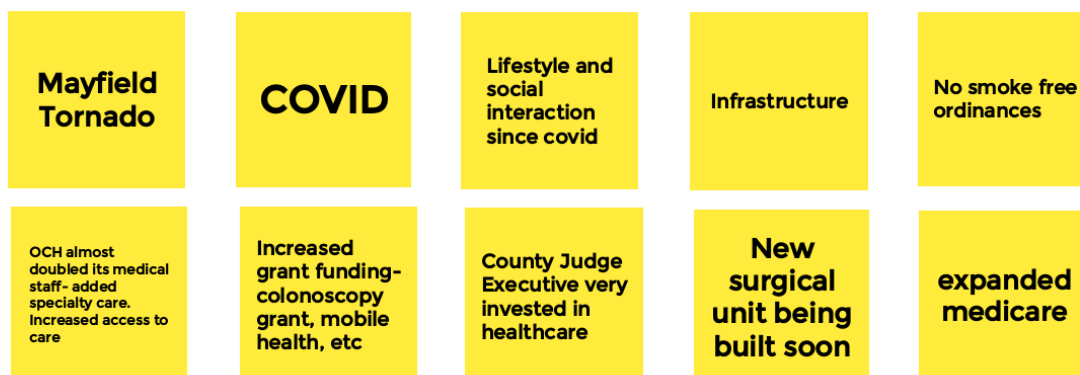 Mayfield
Tornado
COVID
Lifestyle and
social
interaction
since covid
Infrastructure
No smoke free
ordinances
OCH almost
doubled its medical
staff- added
specialty care.
Increased access to
care
Increased
grant funding-
colonoscopy
grant, mobile
health, etc
County Judge
Executive very
invested in
healthcare
New
surgical
unit being
built soon
expanded
medicare